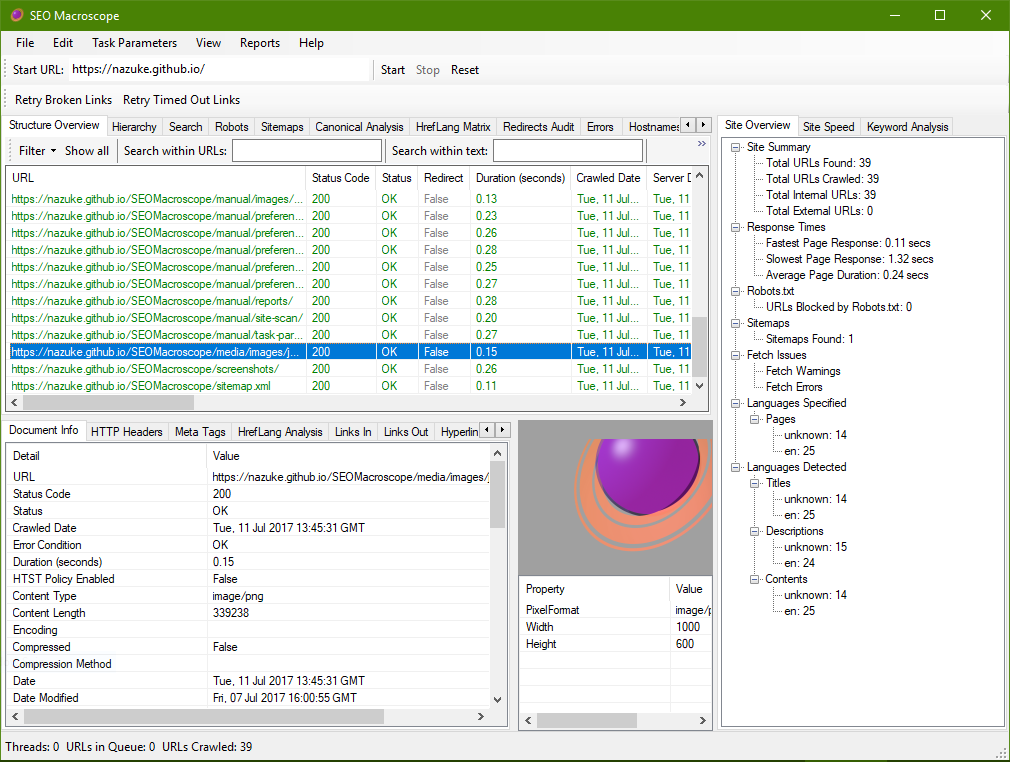 SEO Macroscope
File Edit Task Parameters View Reports Help
Start URL: https://nazuke.github.io/ Start Stop Reset
Retry Broken Links Retry Timed Out Links
Structure Overview Hierarchy Search Robots Sitemaps Canonical Analysis HrefLang Matrix Redirects Audit Errors Hostnames
Filter Show all Search within URLs: Search within text: »
URL Status Code Status Redirect Duration (seconds) Crawled Date Server D
https://nazuke.github.io/SEOMacroscope/manual/images/... 200 OK False 0.13 Tue, 11 Jul... Tue, 11
https://nazuke.github.io/SEOMacroscope/manual/preferen... 200 OK False 0.23 Tue, 11 Jul... Tue, 11
https://nazuke.github.io/SEOMacroscope/manual/preferen... 200 OK False 0.26 Tue, 11 Jul... Tue, 11
https://nazuke.github.io/SEOMacroscope/manual/preferen... 200 OK False 0.28 Tue, 11 Jul... Tue, 11
https://nazuke.github.io/SEOMacroscope/manual/preferen... 200 OK False 0.25 Tue, 11 Jul... Tue, 11
https://nazuke.github.io/SEOMacroscope/manual/preferen... 200 OK False 0.27 Tue, 11 Jul... Tue, 11
https://nazuke.github.io/SEOMacroscope/manual/reports/ 200 OK False 0.28 Tue, 11 Jul... Tue, 11
https://nazuke.github.io/SEOMacroscope/manual/site-scan/ 200 OK False 0.20 Tue, 11 Jul... Tue, 11
https://nazuke.github.io/SEOMacroscope/manual/task-par... 200 OK False 0.27 Tue, 11 Jul... Tue, 11
https://nazuke.github.io/SEOMacroscope/media/images/j... 200 OK False 0.15 Tue, 11 Jul... Tue, 11
https://nazuke.github.io/SEOMacroscope/screenshots/ 200 OK False 0.26 Tue, 11 Jul... Tue, 11
https://nazuke.github.io/SEOMacroscope/sitemap.xml 200 OK False 0.11 Tue, 11 Jul... Tue, 11
Document Info HTTP Headers Meta Tags HrefLang Analysis Links In Links Out Hyperlin
Detail Value
URL https://nazuke.github.io/SEOMacroscope/media/images/j
Status Code 200
Status OK
Crawled Date Tue, 11 Jul 2017 13:45:31 GMT
Error Condition OK
Duration (seconds) 0.15
HTST Policy Enabled False
Content Type image/png
Content Length 339238
Encoding
Compressed False
Compression Method
Date Tue, 11 Jul 2017 13:45:31 GMT
Date Modified Fri, 07 Jul 2017 16:00:55 GMT
Property Value
PixelFormat image/p
Width 1000
Height 600
Site Overview Site Speed Keyword Analysis
Site Summary
Total URLs Found: 39
Total URLs Crawled: 39
Total Internal URLs: 39
Total External URLs: 0
Response Times
Fastest Page Response: 0.11 secs
Slowest Page Response: 1.32 secs
Average Page Duration: 0.24 secs
Robots.txt
URLs Blocked by Robots.txt: 0
Sitemaps
Sitemaps Found: 1
Fetch Issues
Fetch Warnings
Fetch Errors
Languages Specified
Pages
unknown: 14
en: 25
Languages Detected
Titles
unknown: 14
en: 25
Descriptions
unknown: 15
en: 24
Contents
unknown: 14
en: 25
Threads: 0 URLs in Queue: 0 URLs Crawled: 39